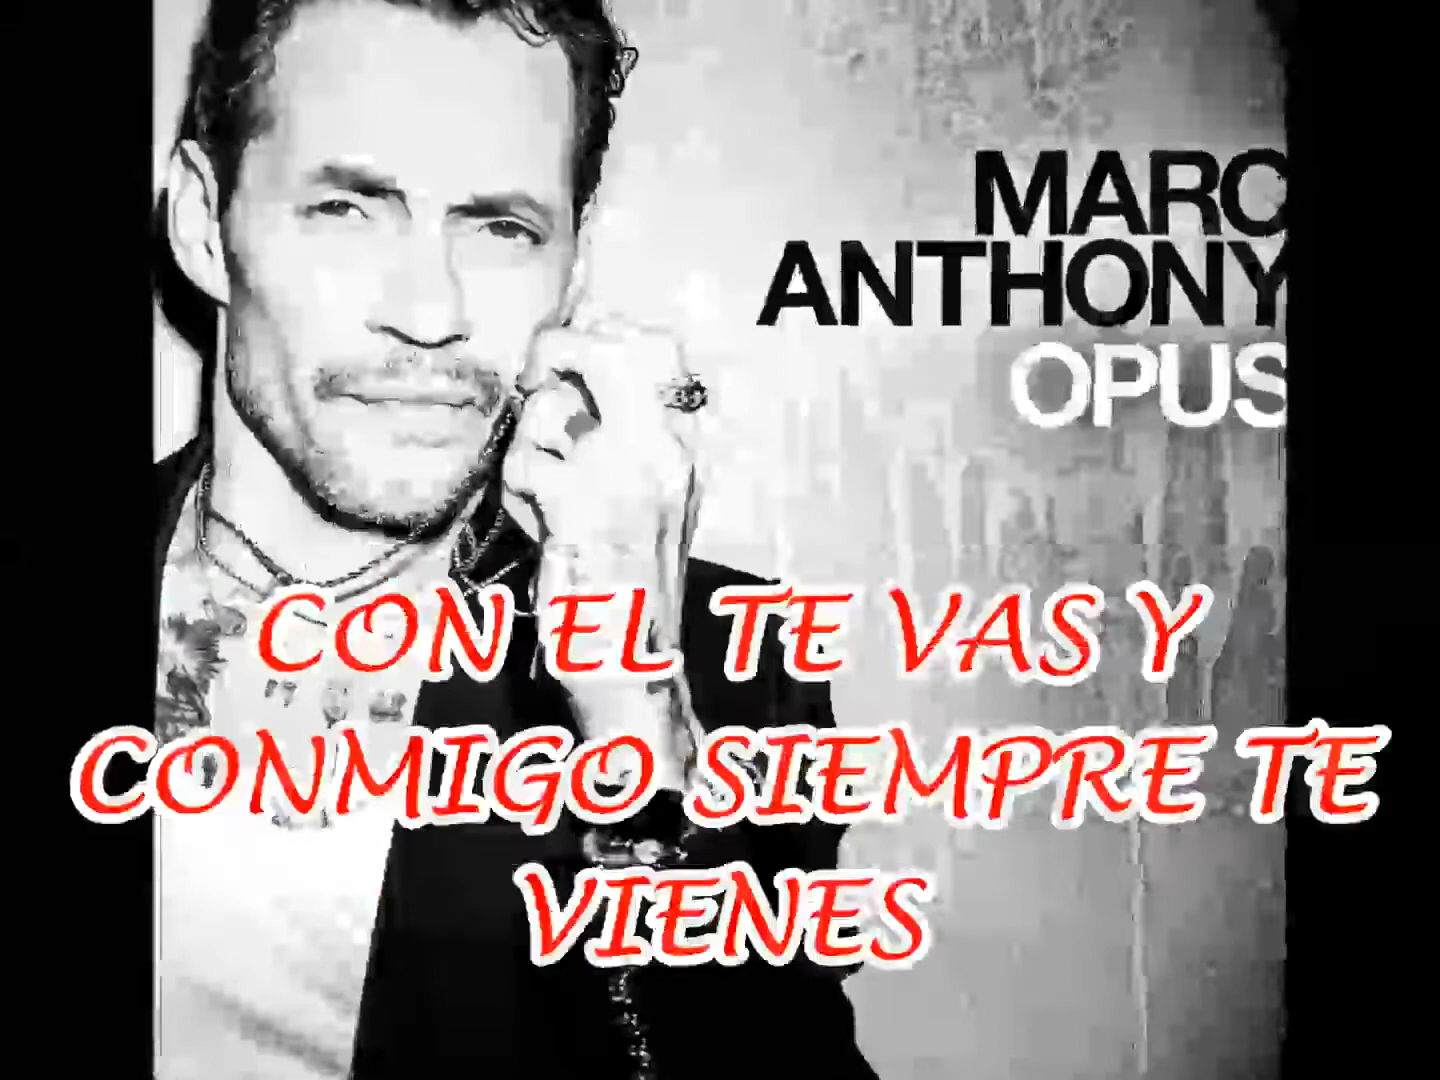 MARC
ANTHONY
OPUS
CON EL TE VAS Y
CONMIGO SIEMPRE TE
VIENES